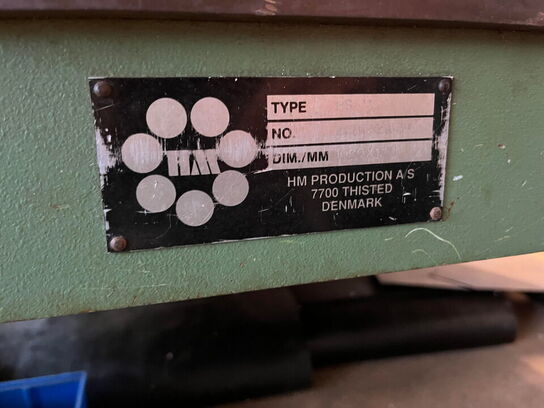 HM
TYPE
NO.
DIM./MM
HM PRODUCTION A/S
7700 THISTED
DENMARK